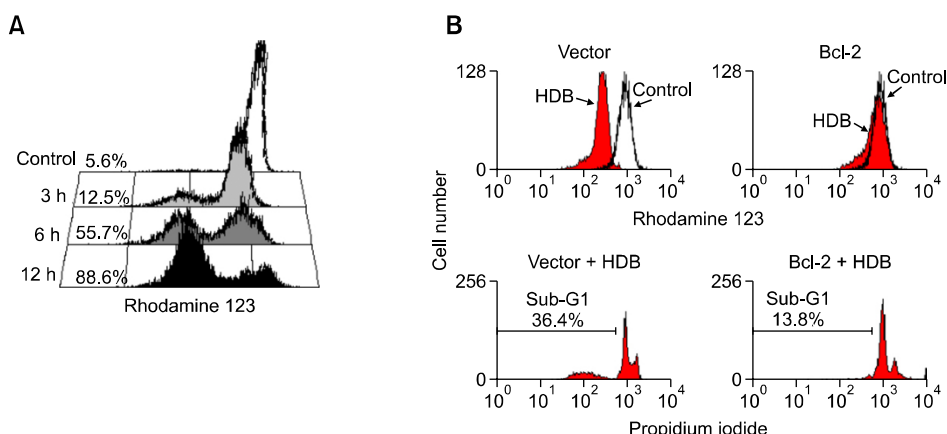 A
Control 5.6%
3 h 12.5%
6 h 55.7%
12 h 88.6%
Rhodamine 123
B
Cell number
Vector
128
HDB
Control
0
10^0 10^1 10^2 10^3 10^4
Bcl-2
128
Control
HDB
0
10^0 10^1 10^2 10^3 10^4
Rhodamine 123
Vector + HDB
256
Sub-G1
36.4%
0
10^0 10^1 10^2 10^3 10^4
Bcl-2 + HDB
256
Sub-G1
13.8%
0
10^0 10^1 10^2 10^3 10^4
Propidium iodide